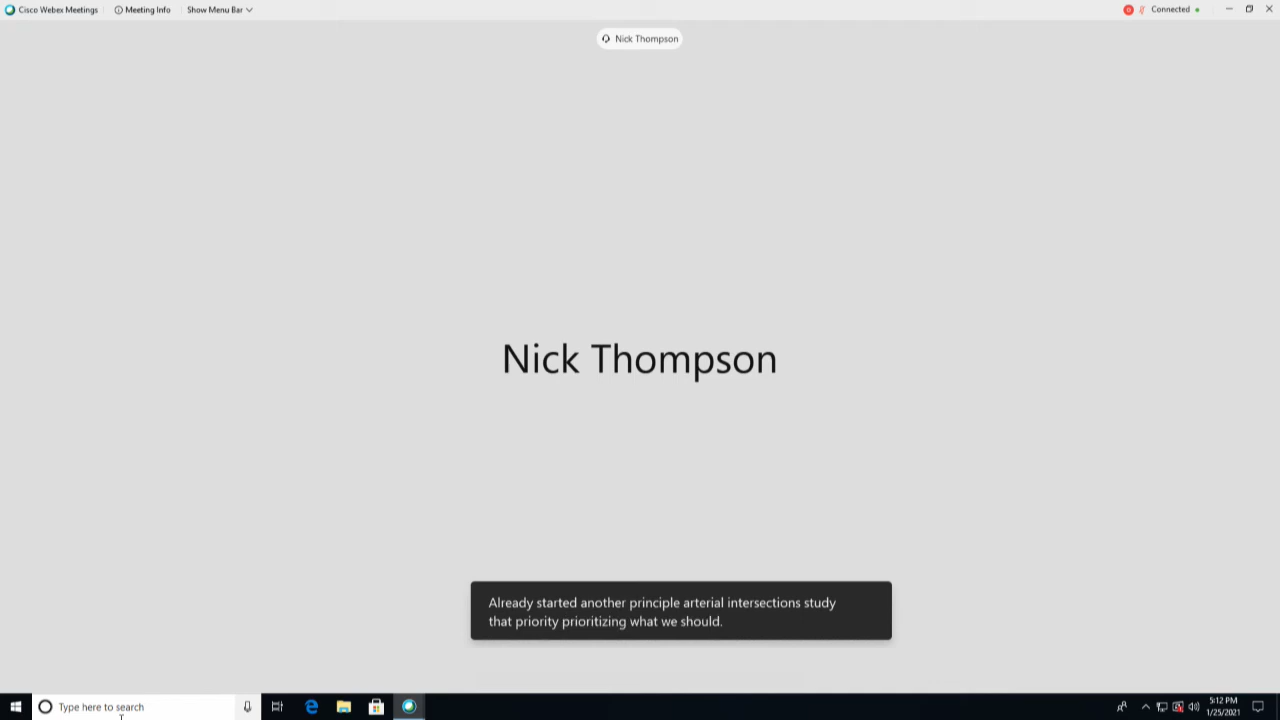 Cisco Webex Meetings Meeting Info Show Menu Bar Connected
Nick Thompson
Nick Thompson
Already started another principle arterial intersections study
that priority prioritizing what we should.
Type here to search
5:12 PM
1/25/2021